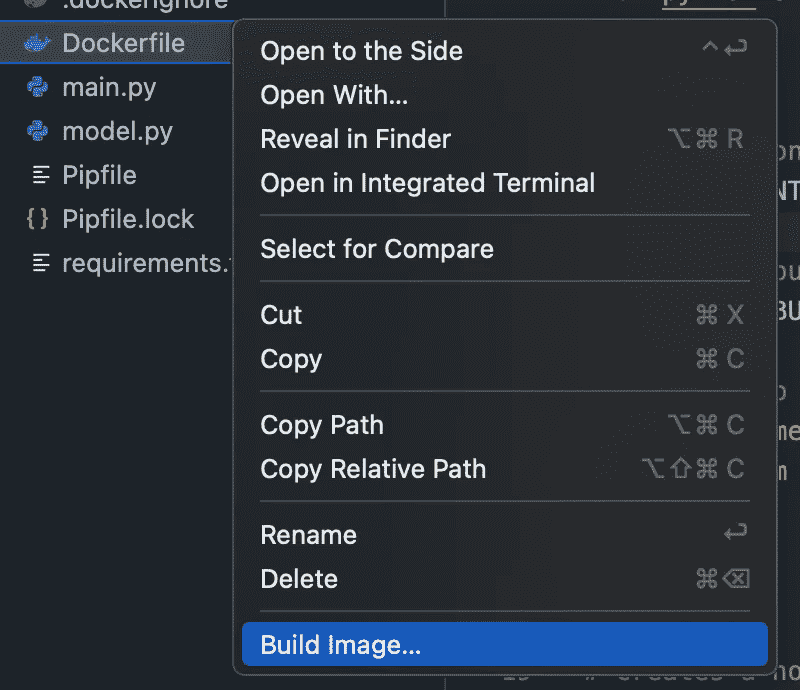 .dockerignore
Dockerfile
main.py
model.py
Pipfile
{} Pipfile.lock
requirements.
Open to the Side ^↩
Open With...
Reveal in Finder ⌥⌘ R
Open in Integrated Terminal
Select for Compare
Cut ⌘ X
Copy ⌘ C
Copy Path ⌥⌘ C
Copy Relative Path ⌥⇧⌘ C
Rename ↩
Delete ⌘⌫
Build Image...